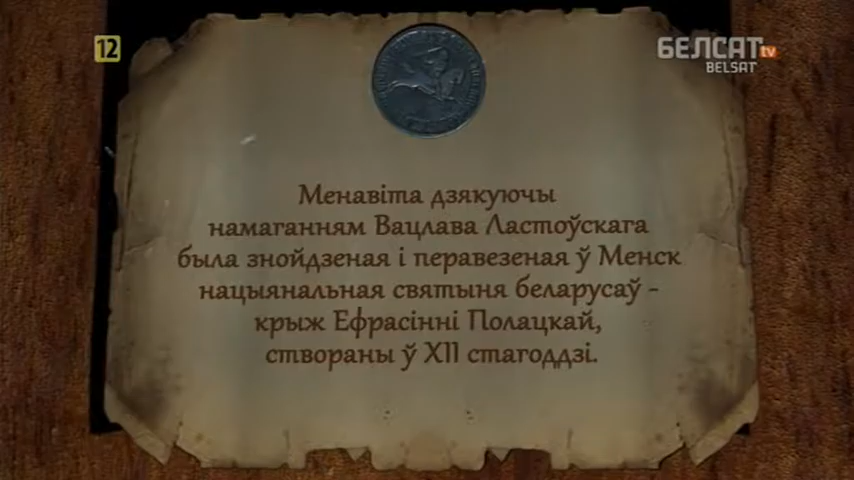 12
БЕЛСАТ tv
BELSAT
Менавіта дзякуючы
намаганням Вацлава Ластоўскага
была знойдзеная і перавезеная ў Менск
нацыянальная святыня беларусаў -
крыж Ефрасінні Полацкай,
створаны ў XII стагоддзі.